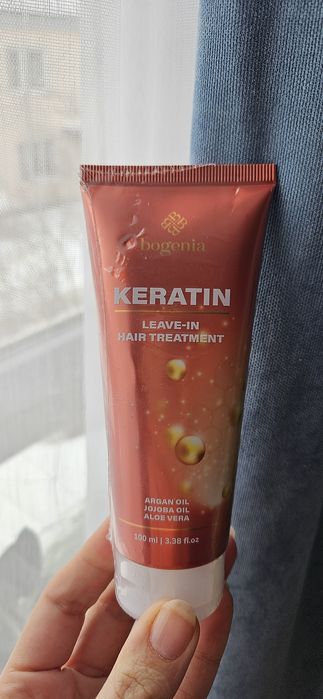 bogenia
KERATIN
LEAVE-IN
HAIR TREATMENT
ARGAN OIL
JOJOBA OIL
ALOE VERA
100 ml | 3.38 fl.oz